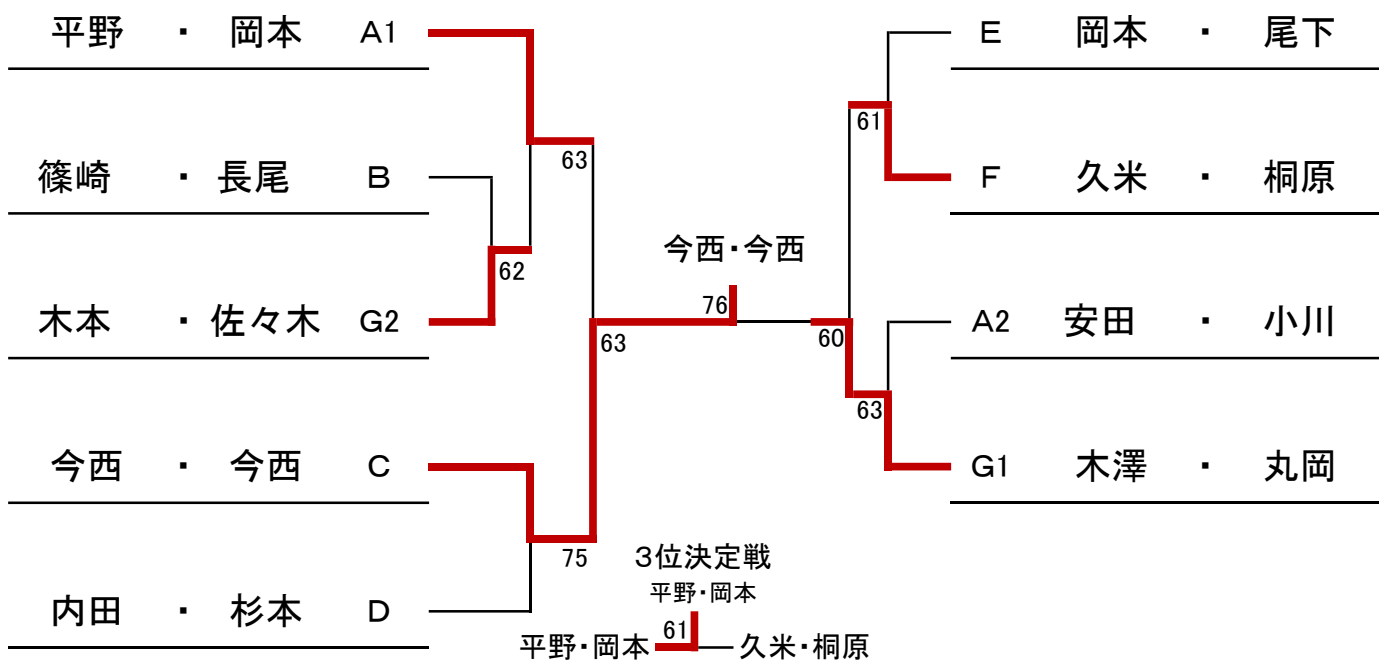 平野 ・ 岡本 A1
E 岡本 ・ 尾下
61
63
篠崎 ・ 長尾 B
F 久米 ・ 桐原
今西・今西
62
76
木本 ・ 佐々木 G2
63
60
A2 安田 ・ 小川
63
今西 ・ 今西 C
G1 木澤 ・ 丸岡
75
3位決定戦
平野・岡本
内田 ・ 杉本 D
平野・岡本 61 久米・桐原